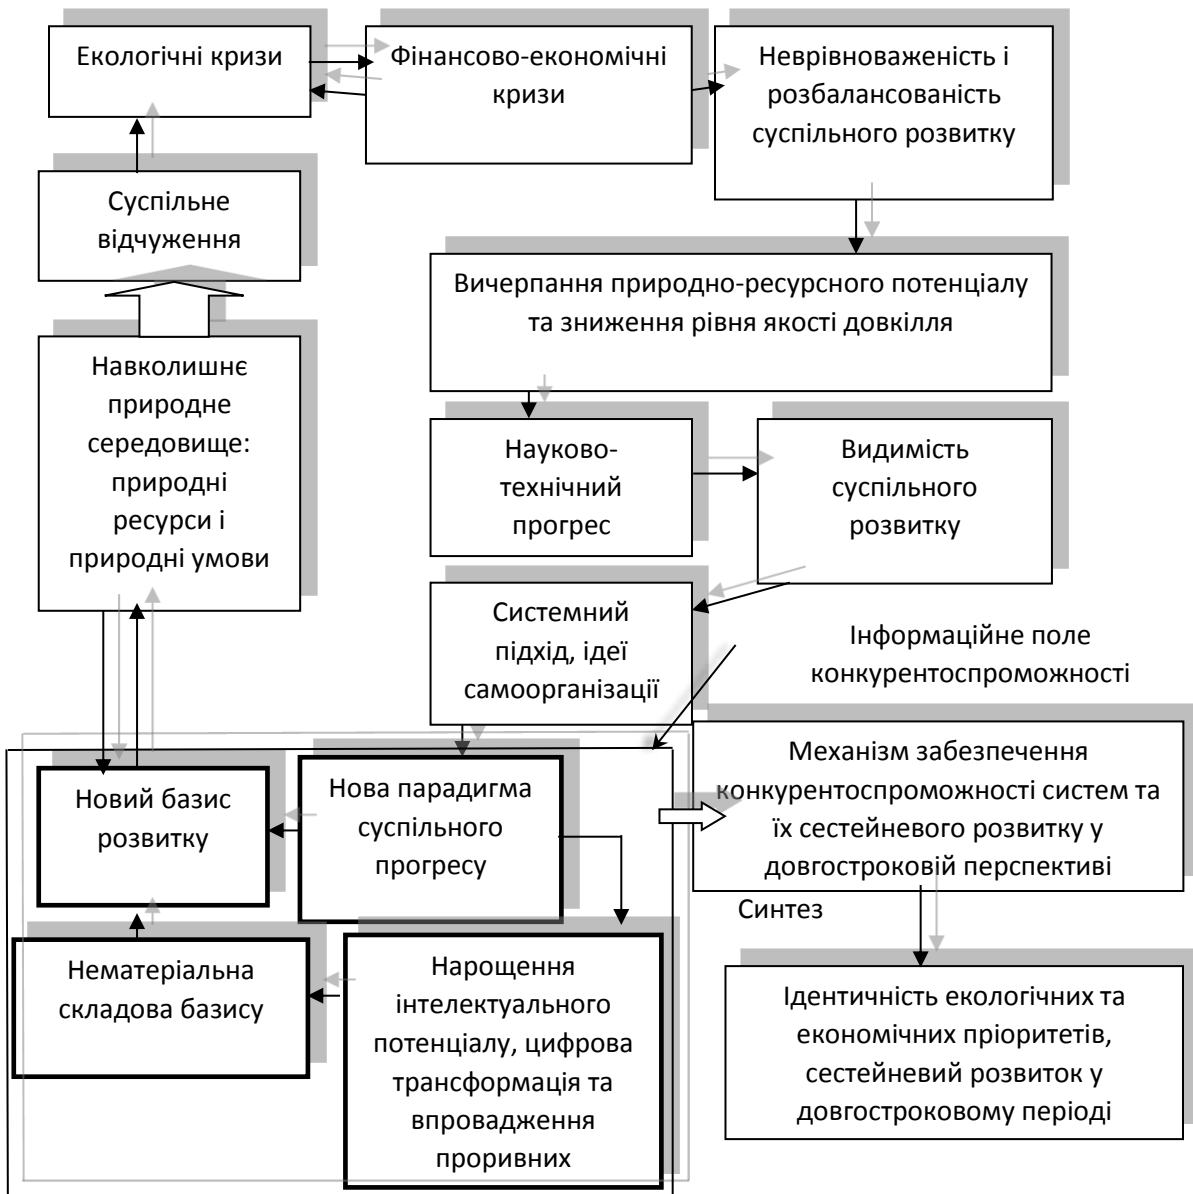 Екологічні кризи
Фінансово-економічні
кризи
Неврівноваженість і
розбалансованість
суспільного розвитку
Суспільне
відчуження
Вичерпання природно-ресурсного потенціалу
та зниження рівня якості довкілля
Навколишнє
природне
середовище:
природні
ресурси і
природні умови
Науково-
технічний
прогрес
Видимість
суспільного
розвитку
Системний
підхід, ідеї
самоорганізації
Інформаційне поле
конкурентоспроможності
Новий базис
розвитку
Нова парадигма
суспільного
прогресу
Механізм забезпечення
конкурентоспроможності систем та
їх сестейневого розвитку у
довгостроковій перспективі
Синтез
Нематеріальна
складова базису
Нарощення
інтелектуального
потенціалу, цифрова
трансформація та
впровадження
проривних
Ідентичність екологічних та
економічних пріоритетів,
сестейневий розвиток у
довгостроковому періоді